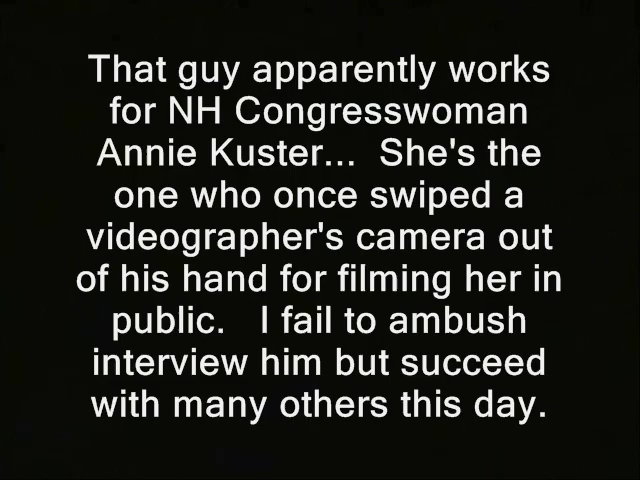 That guy apparently works
for NH Congresswoman
Annie Kuster...  She's the
one who once swiped a
videographer's camera out
of his hand for filming her in
public.   I fail to ambush
interview him but succeed
with many others this day.